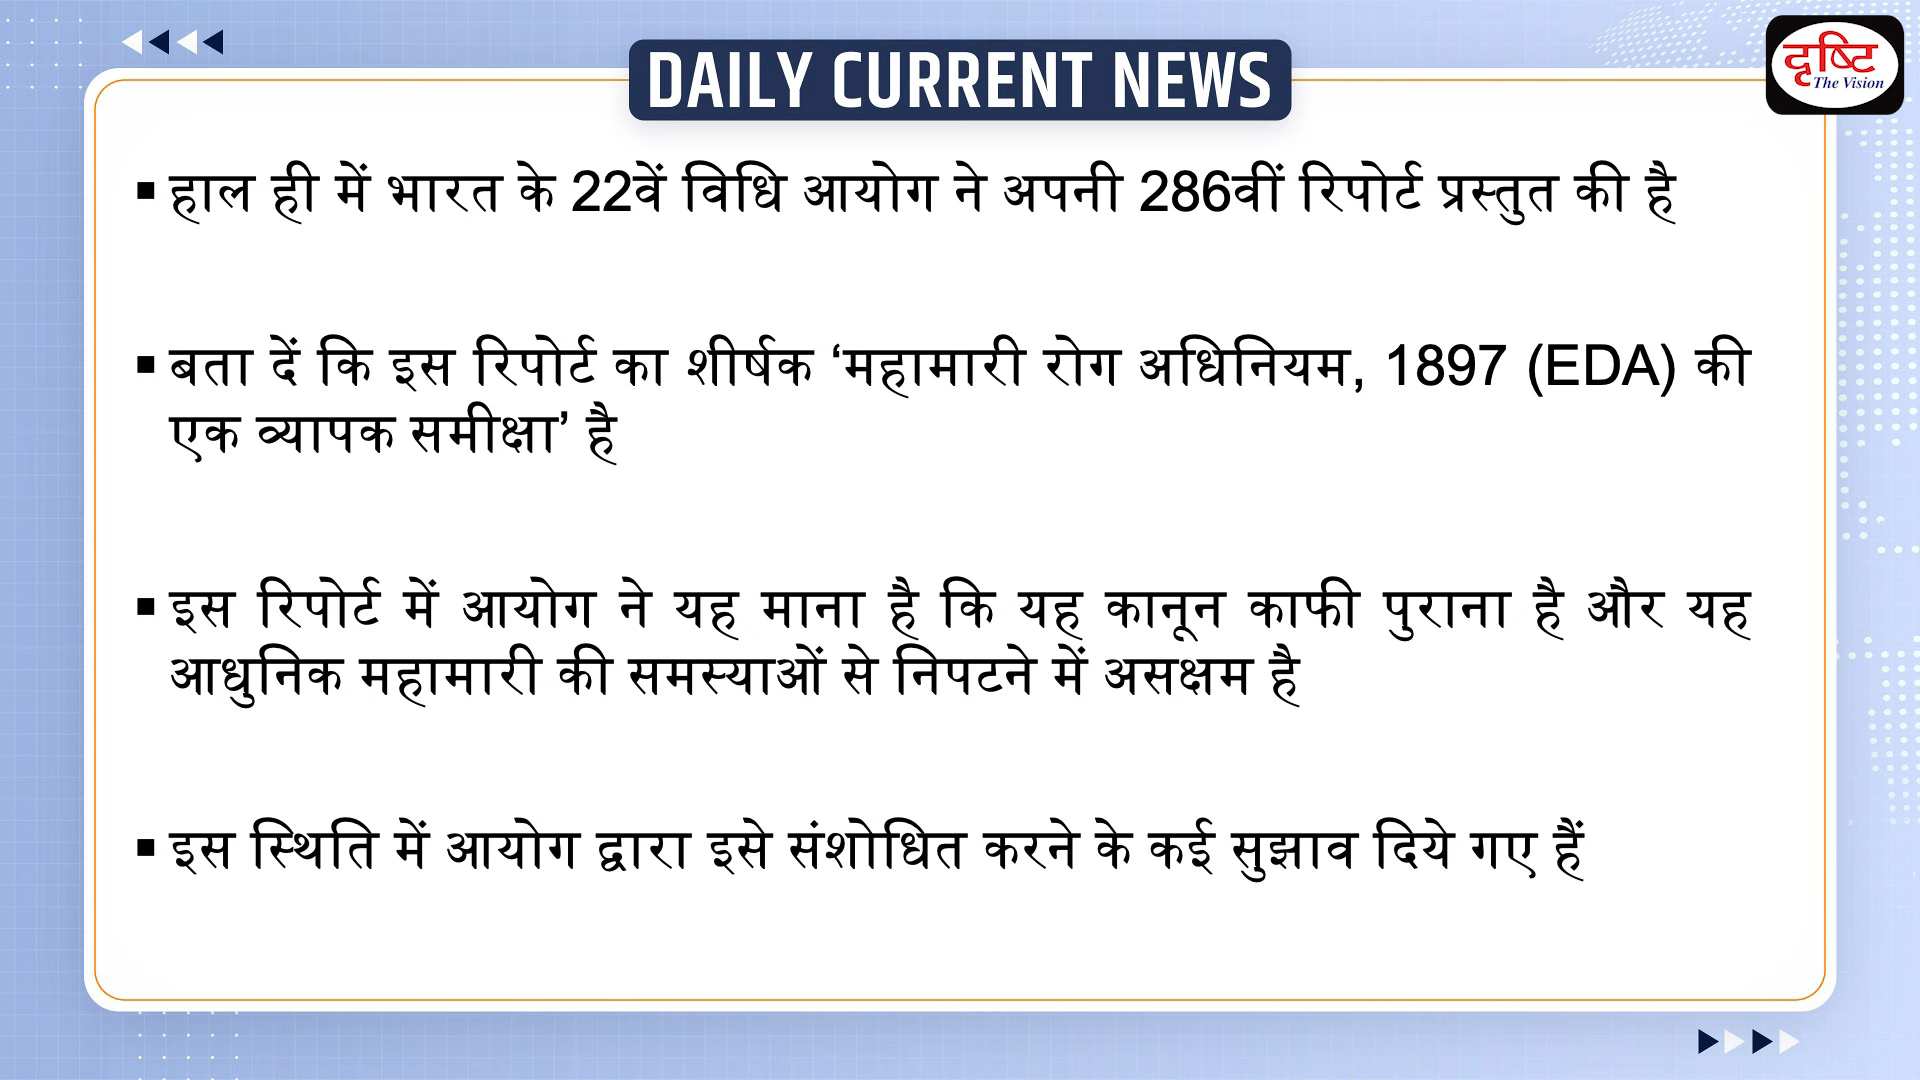 DAILY CURRENT NEWS
दृष्टि
The Vision
▪ हाल ही में भारत के 22वें विधि आयोग ने अपनी 286वीं रिपोर्ट प्रस्तुत की है
▪ बता दें कि इस रिपोर्ट का शीर्षक ‘महामारी रोग अधिनियम, 1897 (EDA) की
एक व्यापक समीक्षा’ है
▪ इस रिपोर्ट में आयोग ने यह माना है कि यह कानून काफी पुराना है और यह
आधुनिक महामारी की समस्याओं से निपटने में असक्षम है
▪ इस स्थिति में आयोग द्वारा इसे संशोधित करने के कई सुझाव दिये गए हैं